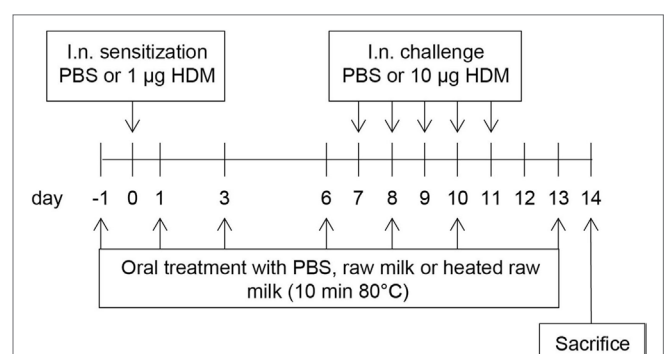 I.n. sensitization
PBS or 1 µg HDM
I.n. challenge
PBS or 10 µg HDM
day -1 0 1 3 6 7 8 9 10 11 12 13 14
Oral treatment with PBS, raw milk or heated raw
milk (10 min 80°C)
Sacrifice